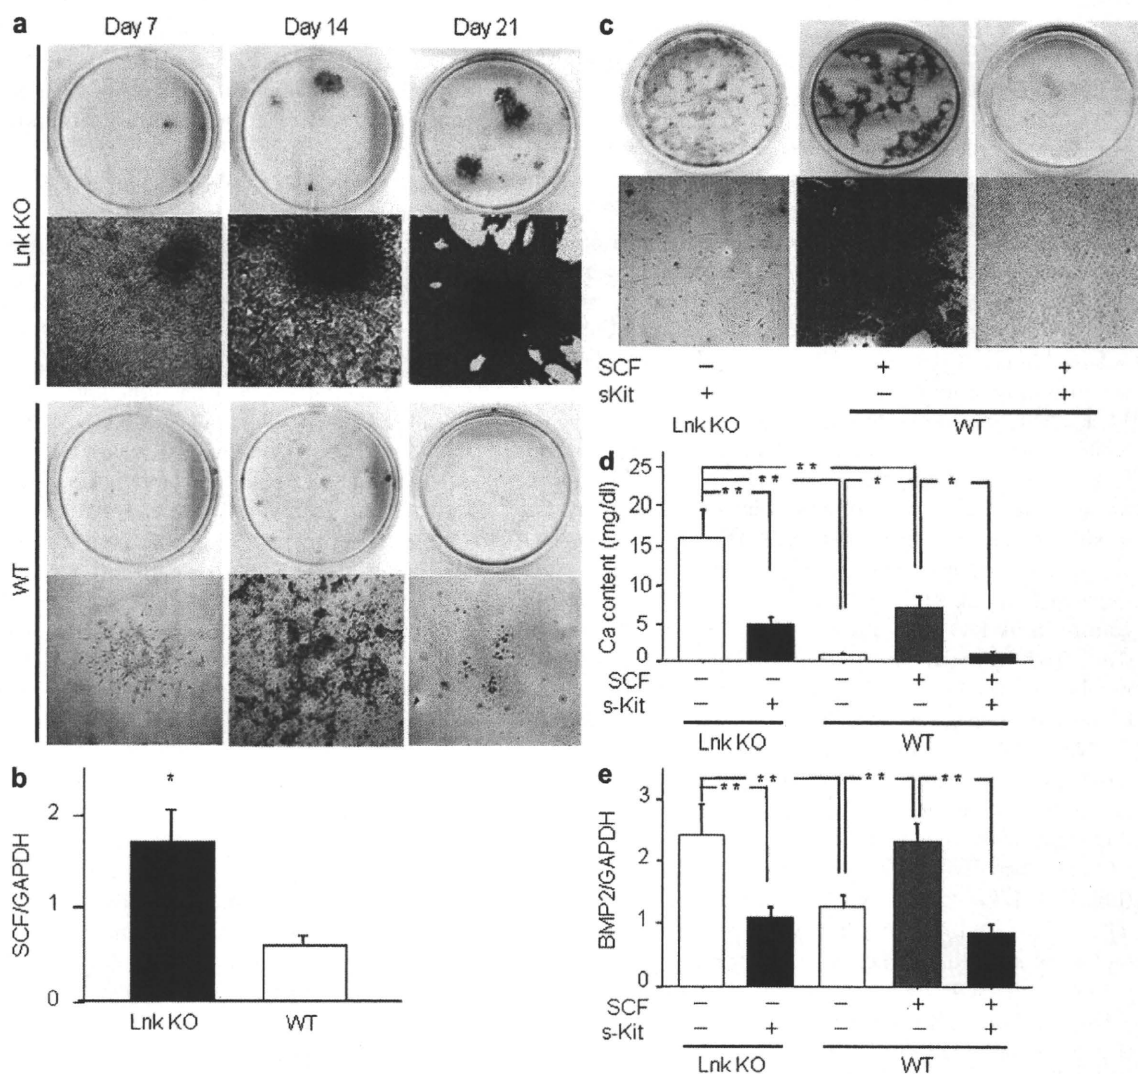 a
Day 7 Day 14 Day 21
Lnk KO
WT
b
SCF/GAPDH
2
1
0
*
Lnk KO WT
c
SCF − + +
sKit + − +
Lnk KO WT
d
Ca content (mg/dl)
25
20
15
10
5
0
**
** * *
**
SCF − − − + +
s-Kit − + − − +
Lnk KO WT
e
BMP2/GAPDH
3
2
1
0
** ** **
**
SCF − − − + +
s-Kit − + − − +
Lnk KO WT